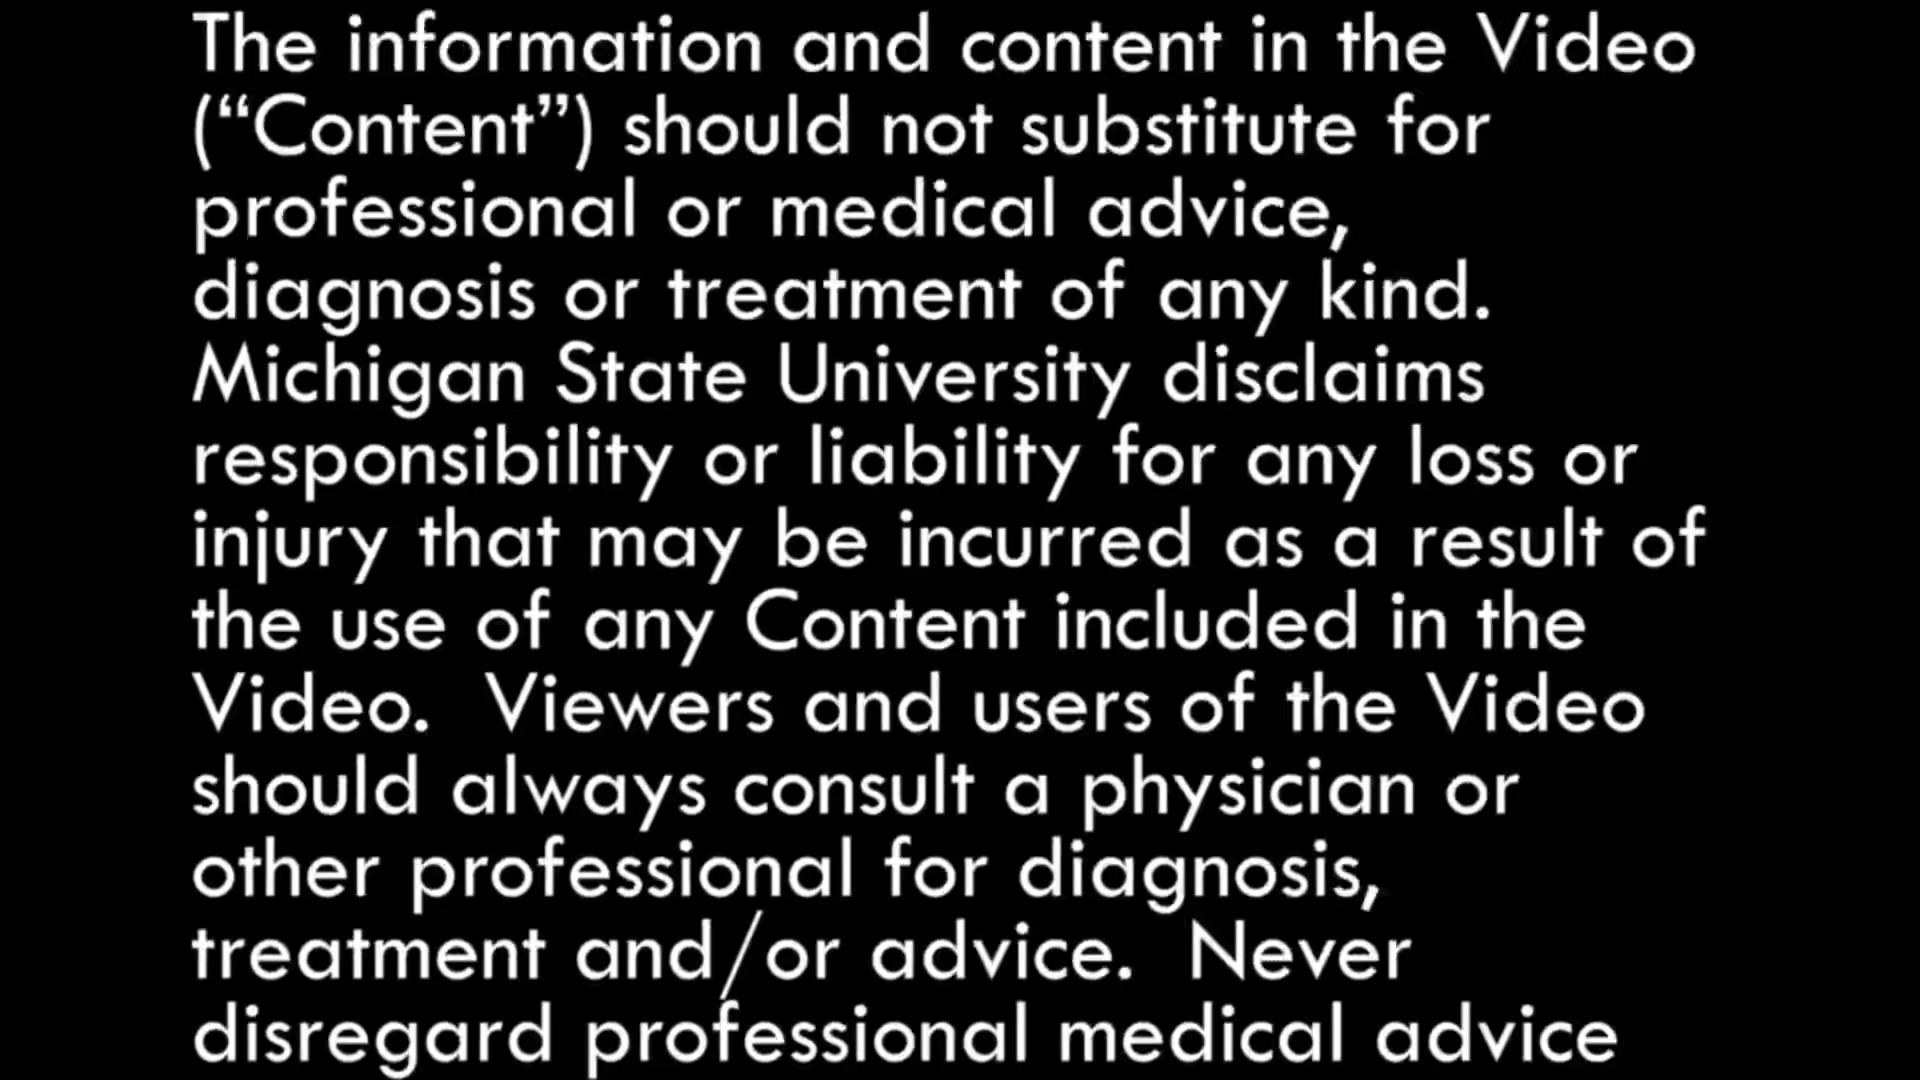 The information and content in the Video
(“Content”) should not substitute for
professional or medical advice,
diagnosis or treatment of any kind.
Michigan State University disclaims
responsibility or liability for any loss or
injury that may be incurred as a result of
the use of any Content included in the
Video.  Viewers and users of the Video
should always consult a physician or
other professional for diagnosis,
treatment and/or advice.  Never
disregard professional medical advice